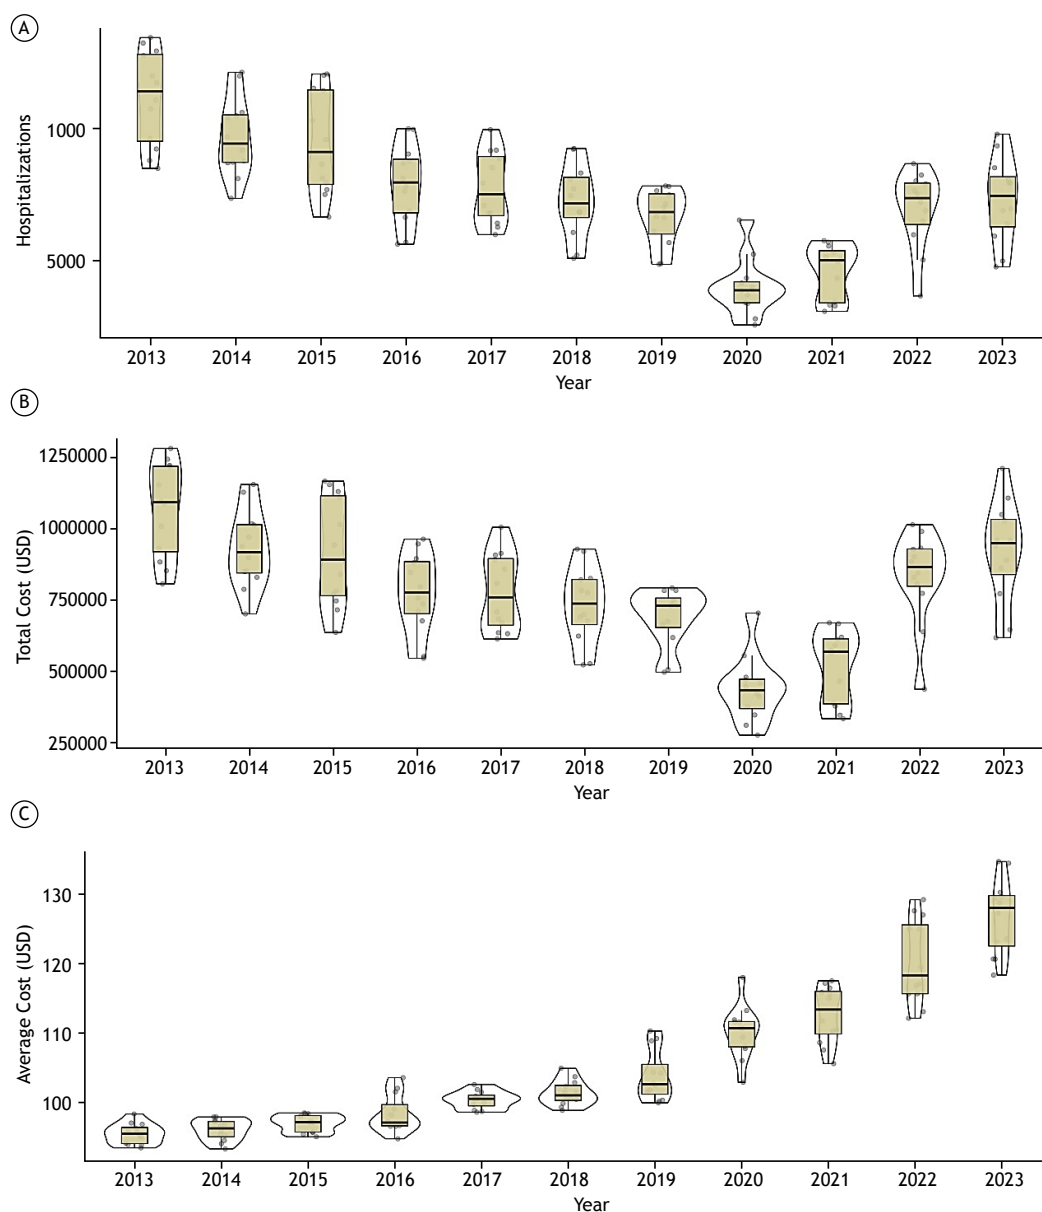 A
Hospitalizations
1000
5000
2013 2014 2015 2016 2017 2018 2019 2020 2021 2022 2023
Year
B
Total Cost (USD)
1250000
1000000
750000
500000
250000
2013 2014 2015 2016 2017 2018 2019 2020 2021 2022 2023
Year
C
Average Cost (USD)
130
120
110
100
2013 2014 2015 2016 2017 2018 2019 2020 2021 2022 2023
Year